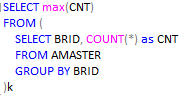 SELECT max(CNT)
FROM (
SELECT BRID, COUNT(*) as CNT
FROM AMASTER
GROUP BY BRID
)k